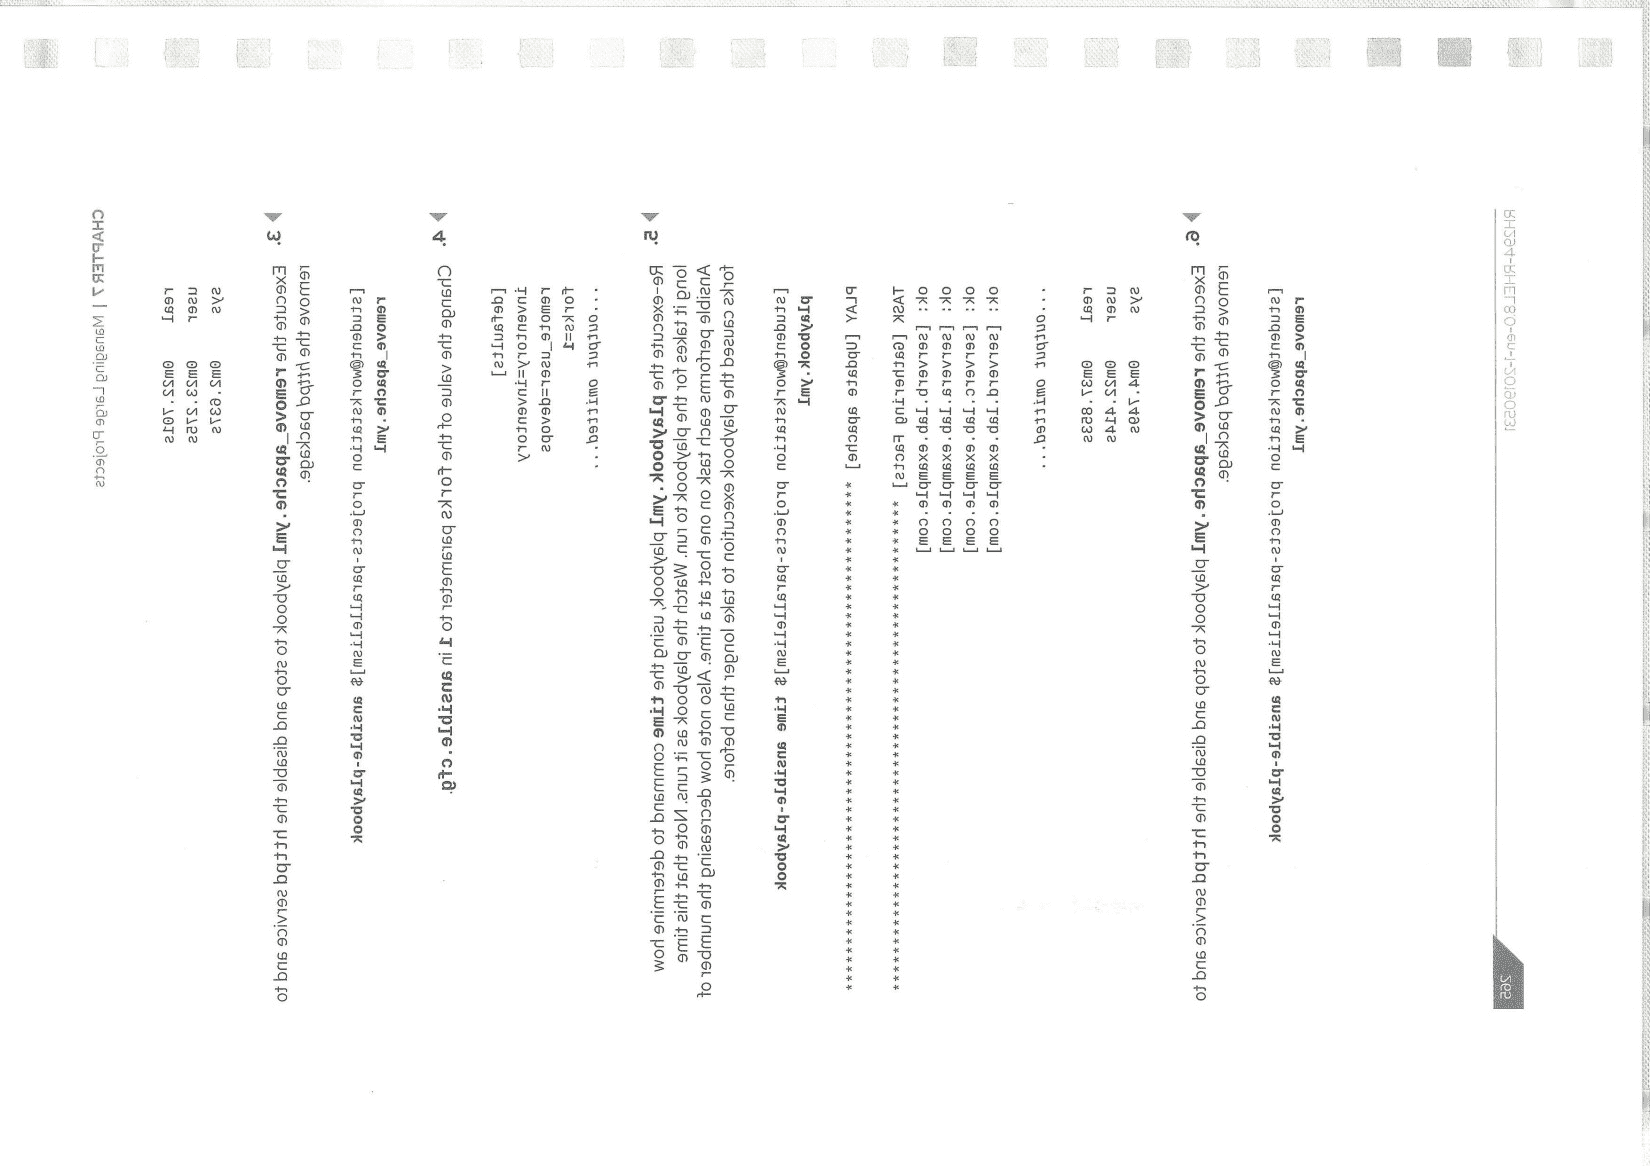 CHAPTER 7 | Managing Large Projects
real 0m22.701s
user 0m23.275s
sys 0m2.637s
3. Execute the remove_apache.yml playbook to stop and disable the httpd service and to
remove the httpd package.
[student@workstation projects-parallelism]$ ansible-playbook
remove_apache.yml
4. Change the value of the forks parameter to 1 in ansible.cfg.
[defaults]
inventory=inventory
remote_user=devops
forks=1
...output omitted...
5. Re-execute the playbook.yml playbook, using the time command to determine how
long it takes for the playbook to run. Watch the playbook as it runs. Note that this time
Ansible performs each task on one host at a time. Also note how decreasing the number of
forks caused the playbook execution to take longer than before.
[student@workstation projects-parallelism]$ time ansible-playbook
playbook.yml
PLAY [Update apache] ***********************************************************
TASK [Gathering Facts] *********************************************************
ok: [serverb.lab.example.com]
ok: [servera.lab.example.com]
ok: [serverc.lab.example.com]
ok: [serverd.lab.example.com]
...output omitted...
real 0m37.853s
user 0m22.414s
sys 0m4.749s
6. Execute the remove_apache.yml playbook to stop and disable the httpd service and to
remove the httpd package.
[student@workstation projects-parallelism]$ ansible-playbook
remove_apache.yml
RH294-RHEL8.0-en-1-20190531 265